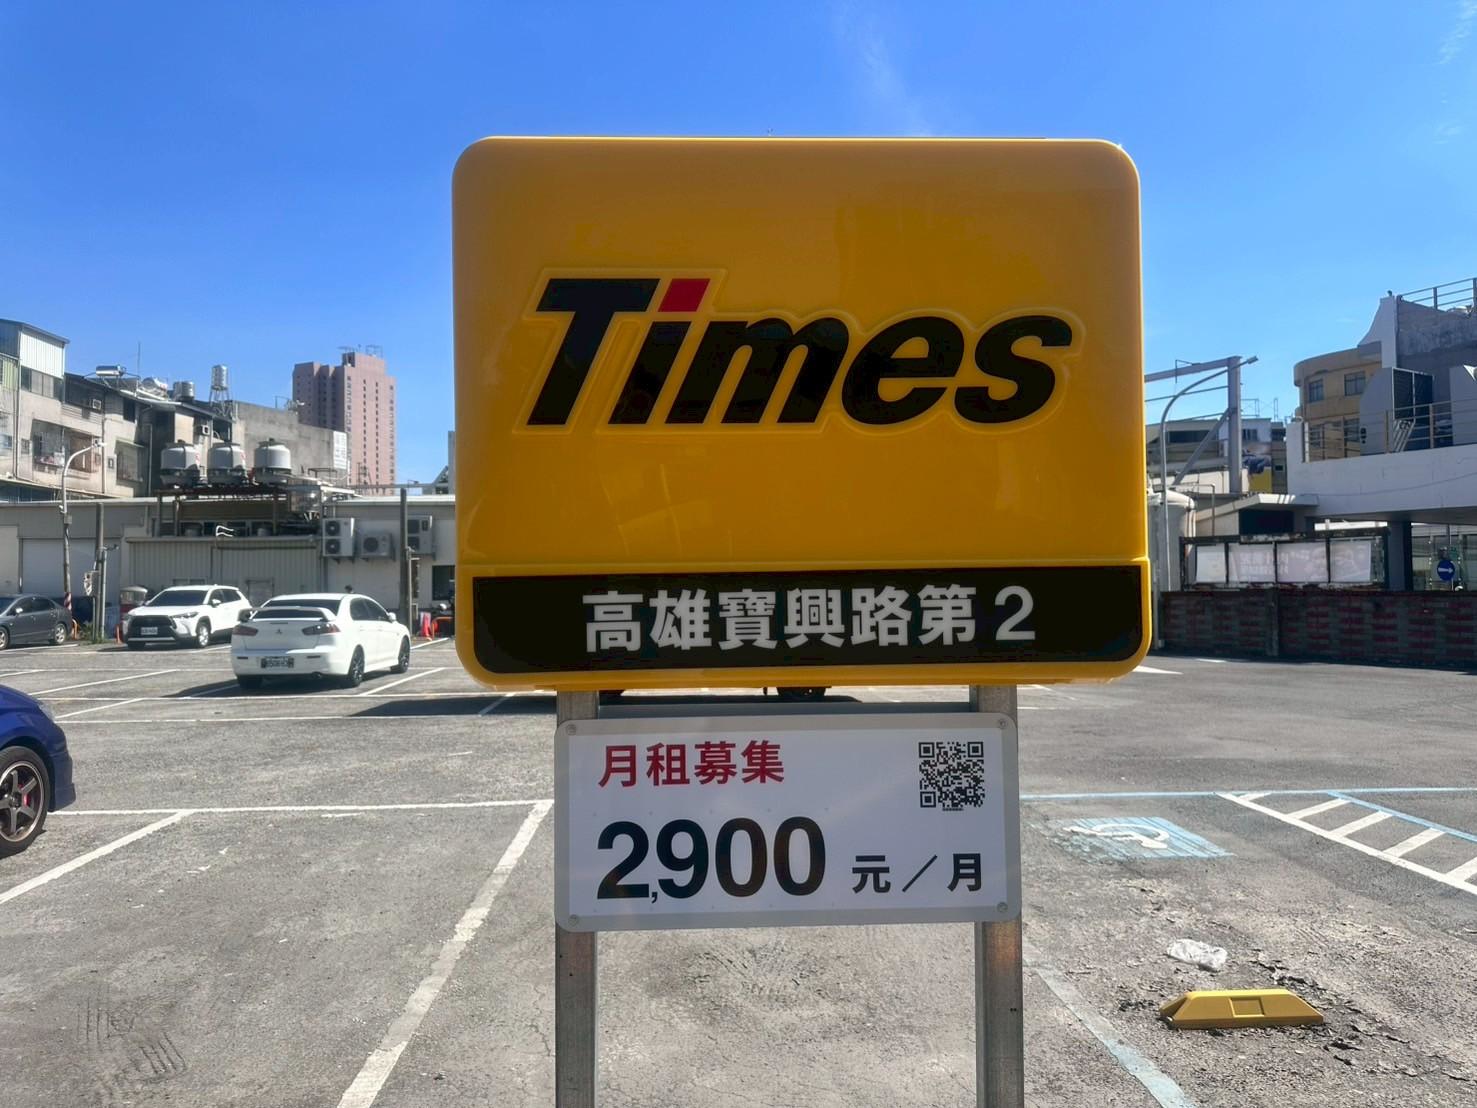 Times
高雄寶興路第2
月租募集
2,900 元／月